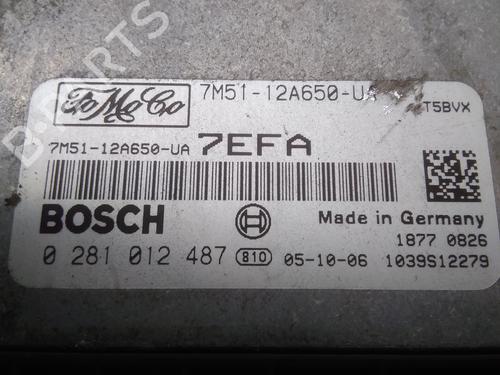 B-PARTS
FoMoCo
7M51-12A650-UA
T5BVX
7M51-12A650-UA 7EFA
BOSCH
Made in Germany
1877 0826
0 281 012 487 810 05-10-06 1039S12279